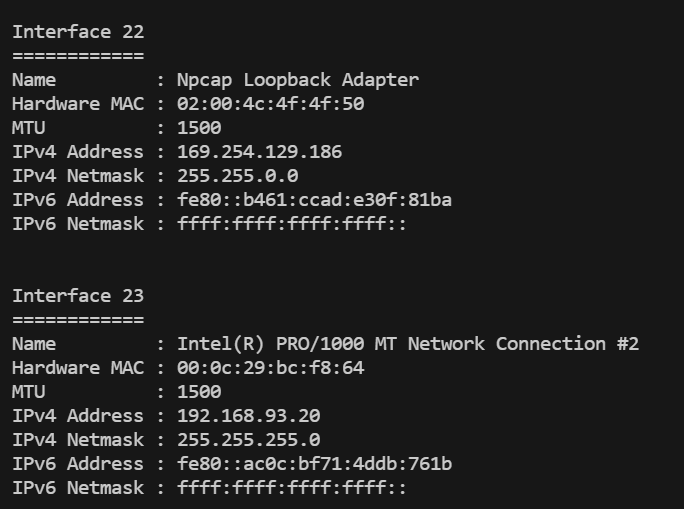 Interface 22
============
Name         : Npcap Loopback Adapter
Hardware MAC : 02:00:4c:4f:4f:50
MTU          : 1500
IPv4 Address : 169.254.129.186
IPv4 Netmask : 255.255.0.0
IPv6 Address : fe80::b461:ccad:e30f:81ba
IPv6 Netmask : ffff:ffff:ffff:ffff::
Interface 23
============
Name         : Intel(R) PRO/1000 MT Network Connection #2
Hardware MAC : 00:0c:29:bc:f8:64
MTU          : 1500
IPv4 Address : 192.168.93.20
IPv4 Netmask : 255.255.255.0
IPv6 Address : fe80::ac0c:bf71:4ddb:761b
IPv6 Netmask : ffff:ffff:ffff:ffff::